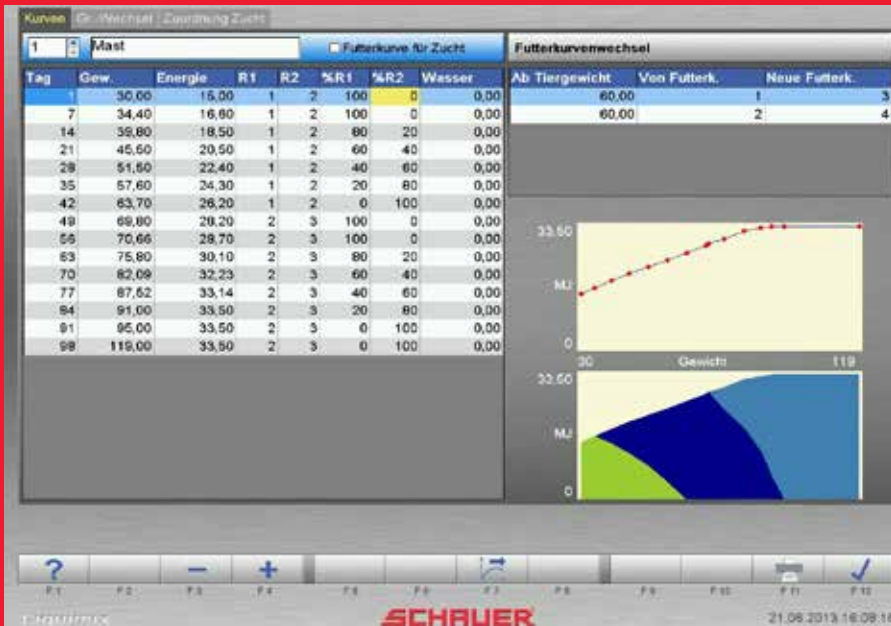 Kurven Gr.-Wechsel Zuordnung Zucht
1 Mast Futterkurve für Zucht
Tag Gew. Energie R1 R2 %R1 %R2 Wasser
1 30,00 15,00 1 2 100 0 0,00
7 34,40 16,60 1 2 100 0 0,00
14 39,80 18,50 1 2 80 20 0,00
21 45,50 20,50 1 2 60 40 0,00
28 51,50 22,40 1 2 40 60 0,00
35 57,60 24,30 1 2 20 80 0,00
42 63,70 26,20 1 2 0 100 0,00
49 69,80 28,20 2 3 100 0 0,00
56 70,66 28,70 2 3 100 0 0,00
63 75,80 30,10 2 3 80 20 0,00
70 82,09 32,23 2 3 60 40 0,00
77 87,52 33,14 2 3 40 60 0,00
84 91,00 33,50 2 3 20 80 0,00
91 95,00 33,50 2 3 0 100 0,00
98 119,00 33,50 2 3 0 100 0,00
Futterkurvenwechsel
Ab Tiergewicht Von Futterk. Neue Futterk.
60,00 1 3
60,00 2 4
33,50
MJ
0
30 Gewicht 119
33,50
MJ
0
? − +
F1 F2 F3 F4 F5 F6 F7 F8 F9 F10 F11 F12
Liquimix SCHAUER